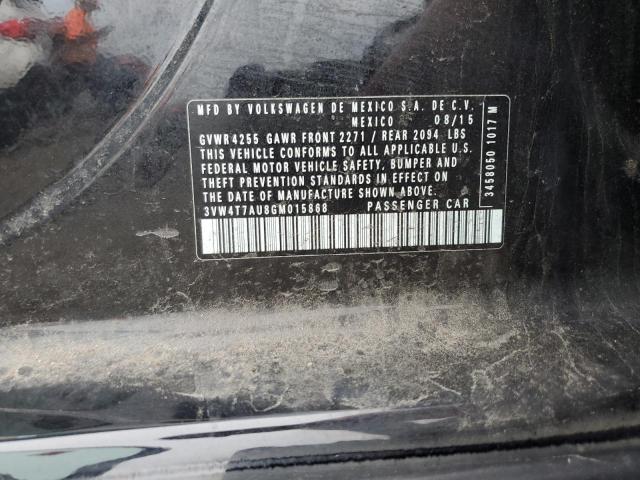 MFD BY VOLKSWAGEN DE MEXICO S.A. DE C.V.
MEXICO 08/15
GVWR 4255 GAWR FRONT 2271 / REAR 2094 LBS
THIS VEHICLE CONFORMS TO ALL APPLICABLE U.S.
FEDERAL MOTOR VEHICLE SAFETY, BUMPER AND
THEFT PREVENTION STANDARDS IN EFFECT ON
THE DATE OF MANUFACTURE SHOWN ABOVE.
3VW4T7AU8GM015868 PASSENGER CAR
3458050 1017 M